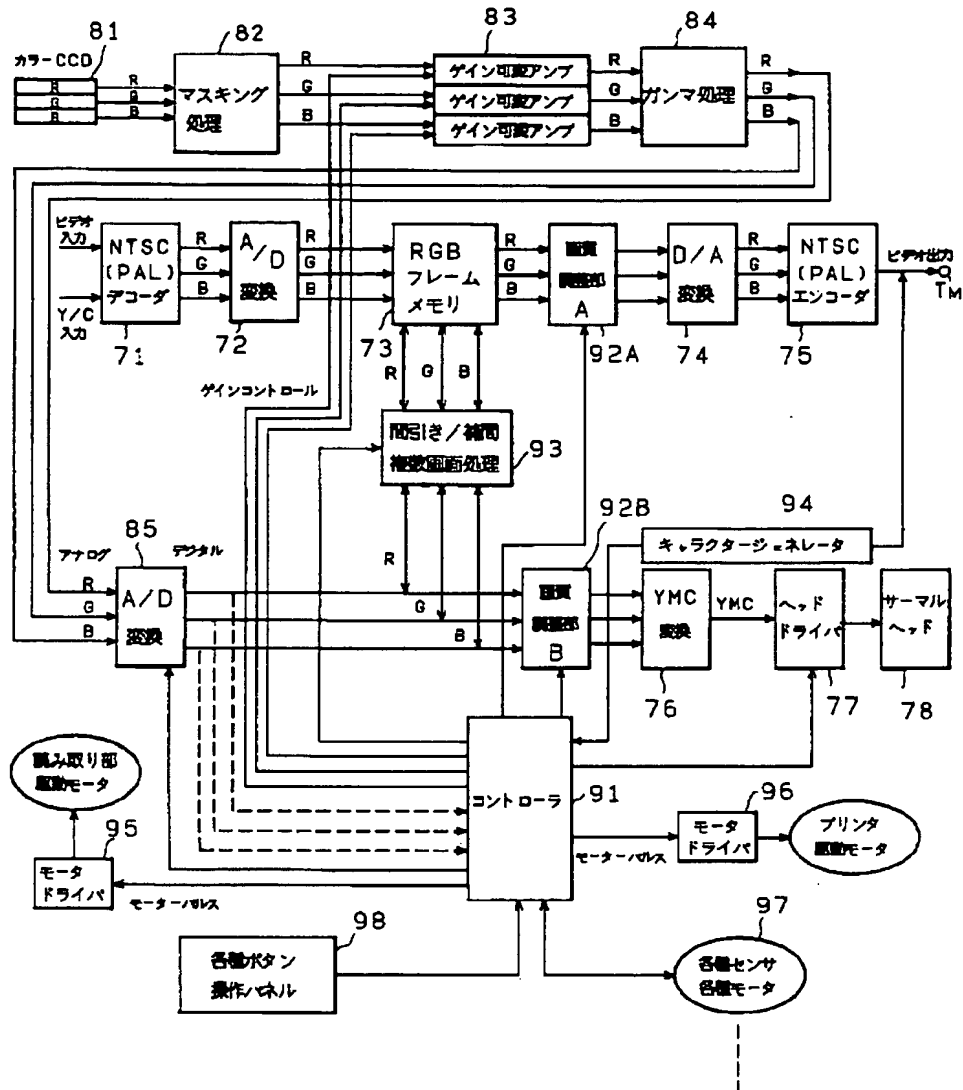 81
82
83
84
カラーCCD
R
G
B
R
G
B
マスキング
処理
R
G
B
ゲイン可変アンプ
ゲイン可変アンプ
ゲイン可変アンプ
R
G
B
ガンマ処理
R
G
B
ビデオ
入力
Y/C
入力
NTSC
(PAL)
デコーダ
71
R
G
B
A/D
変換
72
R
G
B
RGB
フレーム
メモリ
73
R
G
B
画質
調整部
A
92A
D/A
変換
74
R
G
B
NTSC
(PAL)
エンコーダ
75
ビデオ出力
TM
ゲインコントロール
R
G
B
間引き/補間
複数画面処理
93
R
G
B
85
アナログ
デジタル
R
G
B
A/D
変換
92B
画質
調整部
B
94
キャラクタージェネレータ
YMC
変換
76
YMC
ヘッド
ドライバ
77
サーマル
ヘッド
78
読み取り部
駆動モータ
95
モータ
ドライバ
モーターパルス
コントローラ
91
モーターパルス
96
モータ
ドライバ
プリンタ
駆動モータ
98
各種ボタン
操作パネル
97
各種センサ
各種モータ